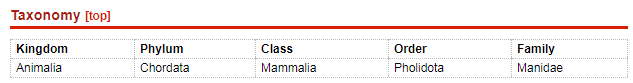 Taxonomy [top]
Kingdom Phylum Class Order Family
Animalia Chordata Mammalia Pholidota Manidae